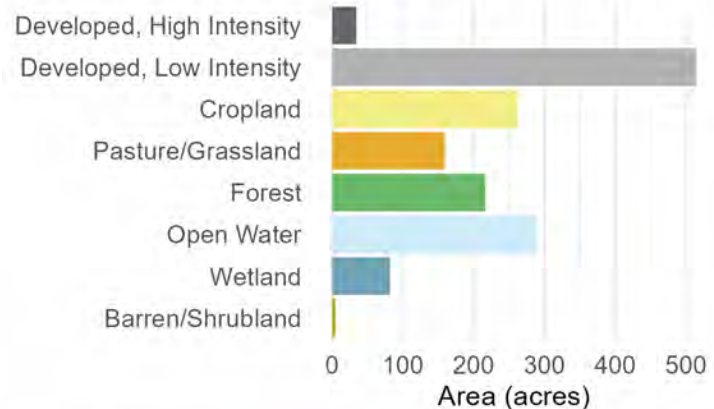 Developed, High Intensity
Developed, Low Intensity
Cropland
Pasture/Grassland
Forest
Open Water
Wetland
Barren/Shrubland
0 100 200 300 400 500
Area (acres)